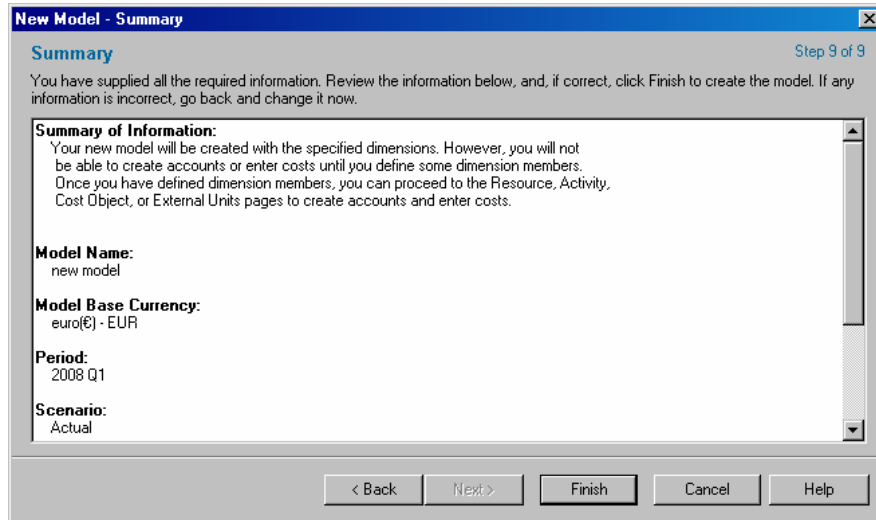 New Model - Summary
Summary
Step 9 of 9
You have supplied all the required information. Review the information below, and, if correct, click Finish to create the model. If any
information is incorrect, go back and change it now.
Summary of Information:
Your new model will be created with the specified dimensions. However, you will not
be able to create accounts or enter costs until you define some dimension members.
Once you have defined dimension members, you can proceed to the Resource, Activity,
Cost Object, or External Units pages to create accounts and enter costs.
Model Name:
new model
Model Base Currency:
euro(€) - EUR
Period:
2008 Q1
Scenario:
Actual
< Back
Next >
Finish
Cancel
Help